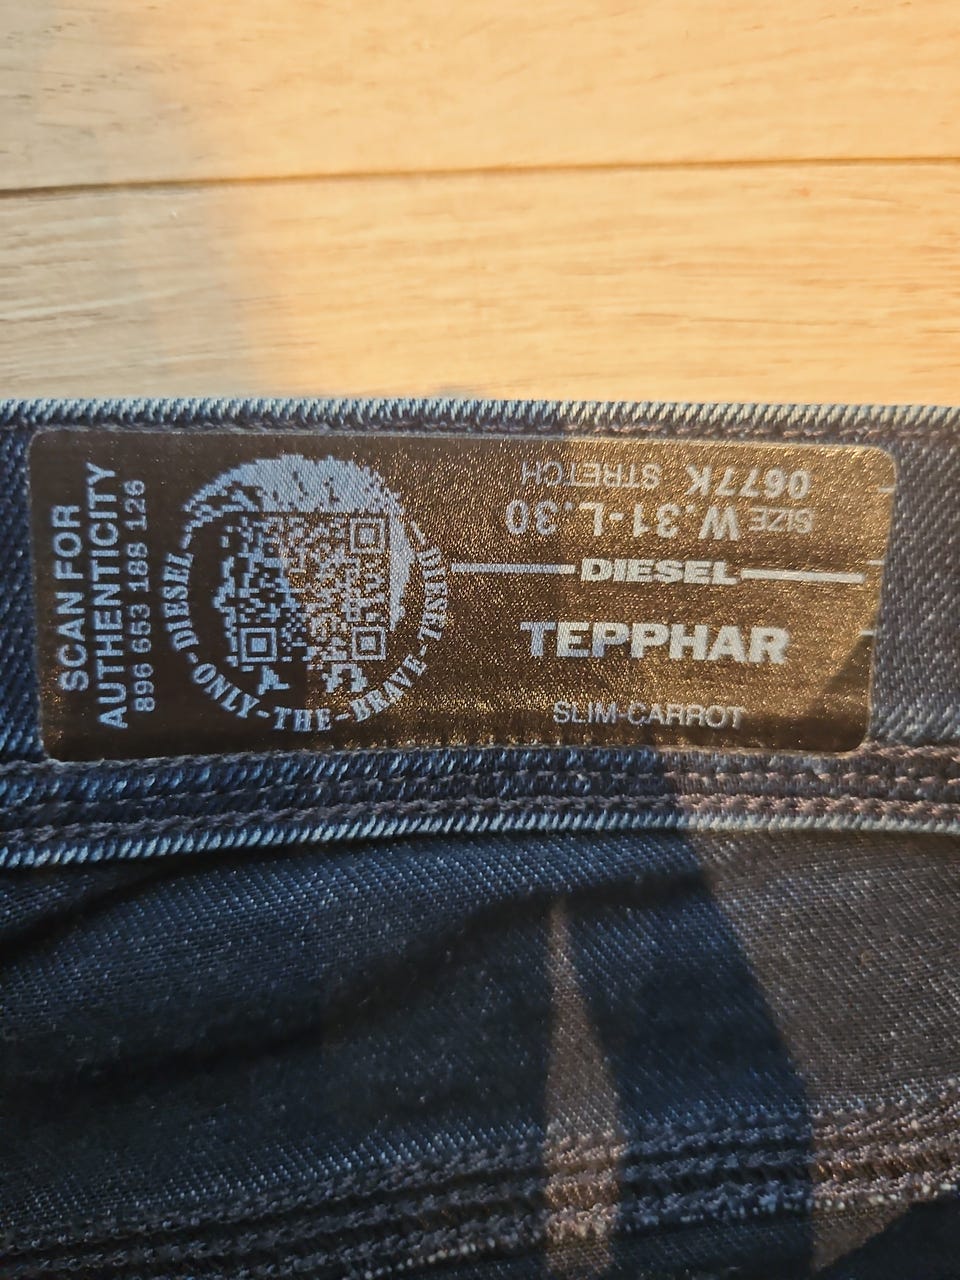 SCAN FOR
AUTHENTICITY
896 653 188 126
DIESEL-ONLY-THE-BRAVE-DIESEL-
0677K STRETCH
SIZE W.31-L.30
DIESEL
TEPPHAR
SLIM-CARROT